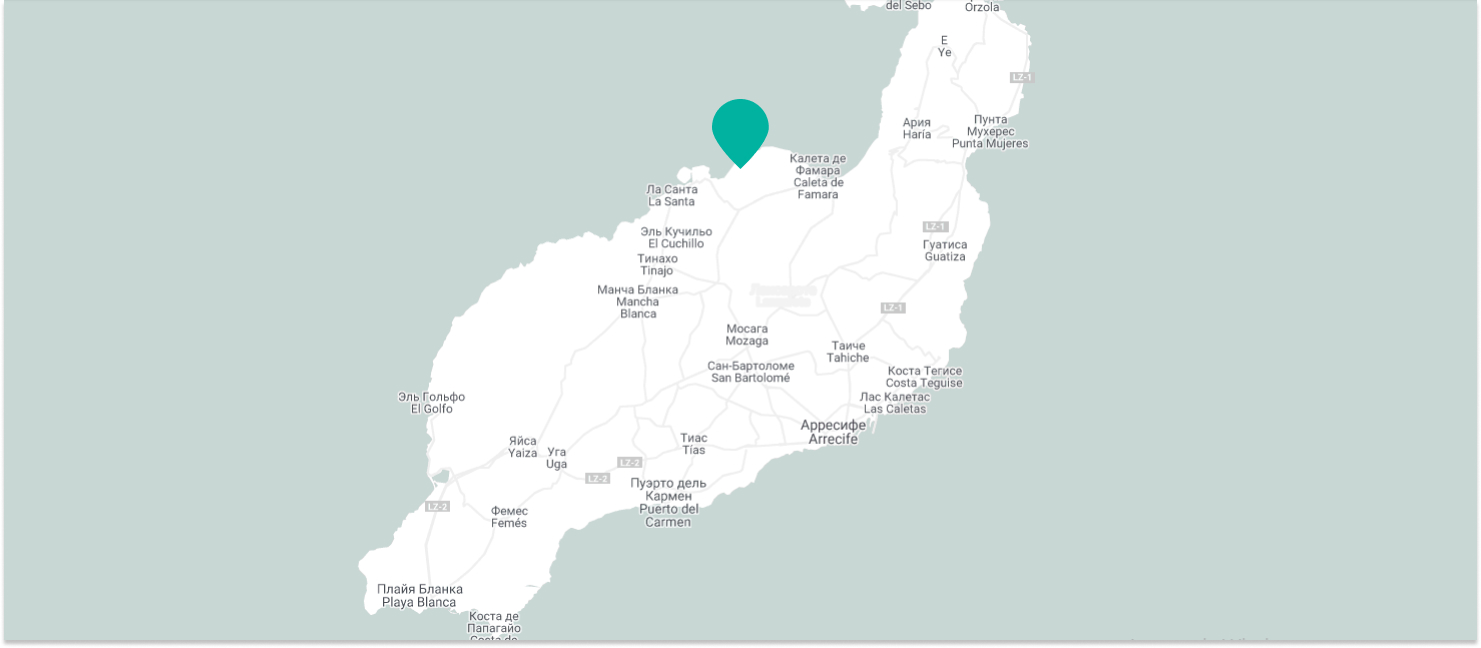 del Sebo
Orzola
E
Ye
LZ-1
Ария
Haría
Пунта
Мухерес
Punta Mujeres
Калета де
Фамара
Caleta de
Famara
Ла Санта
La Santa
LZ-1
Эль Кучильо
El Cuchillo
Гуатиса
Guatiza
Тинахо
Tinajo
Манча Бланка
Mancha
Blanca
LZ-1
Мосага
Mozaga
Таиче
Tahiche
Сан-Бартоломе
San Bartolomé
Коста Тегисе
Costa Teguise
Эль Гольфо
El Golfo
Лас Калетас
Las Caletas
Арресифе
Arrecife
Яйса
Yaiza
Уга
Uga
Тиас
Tías
LZ-2
LZ-2
Пуэрто дель
Кармен
Puerto del
Carmen
LZ-2
Фемес
Femés
Плайя Бланка
Playa Blanca
Коста де
Папагайо
Costa de